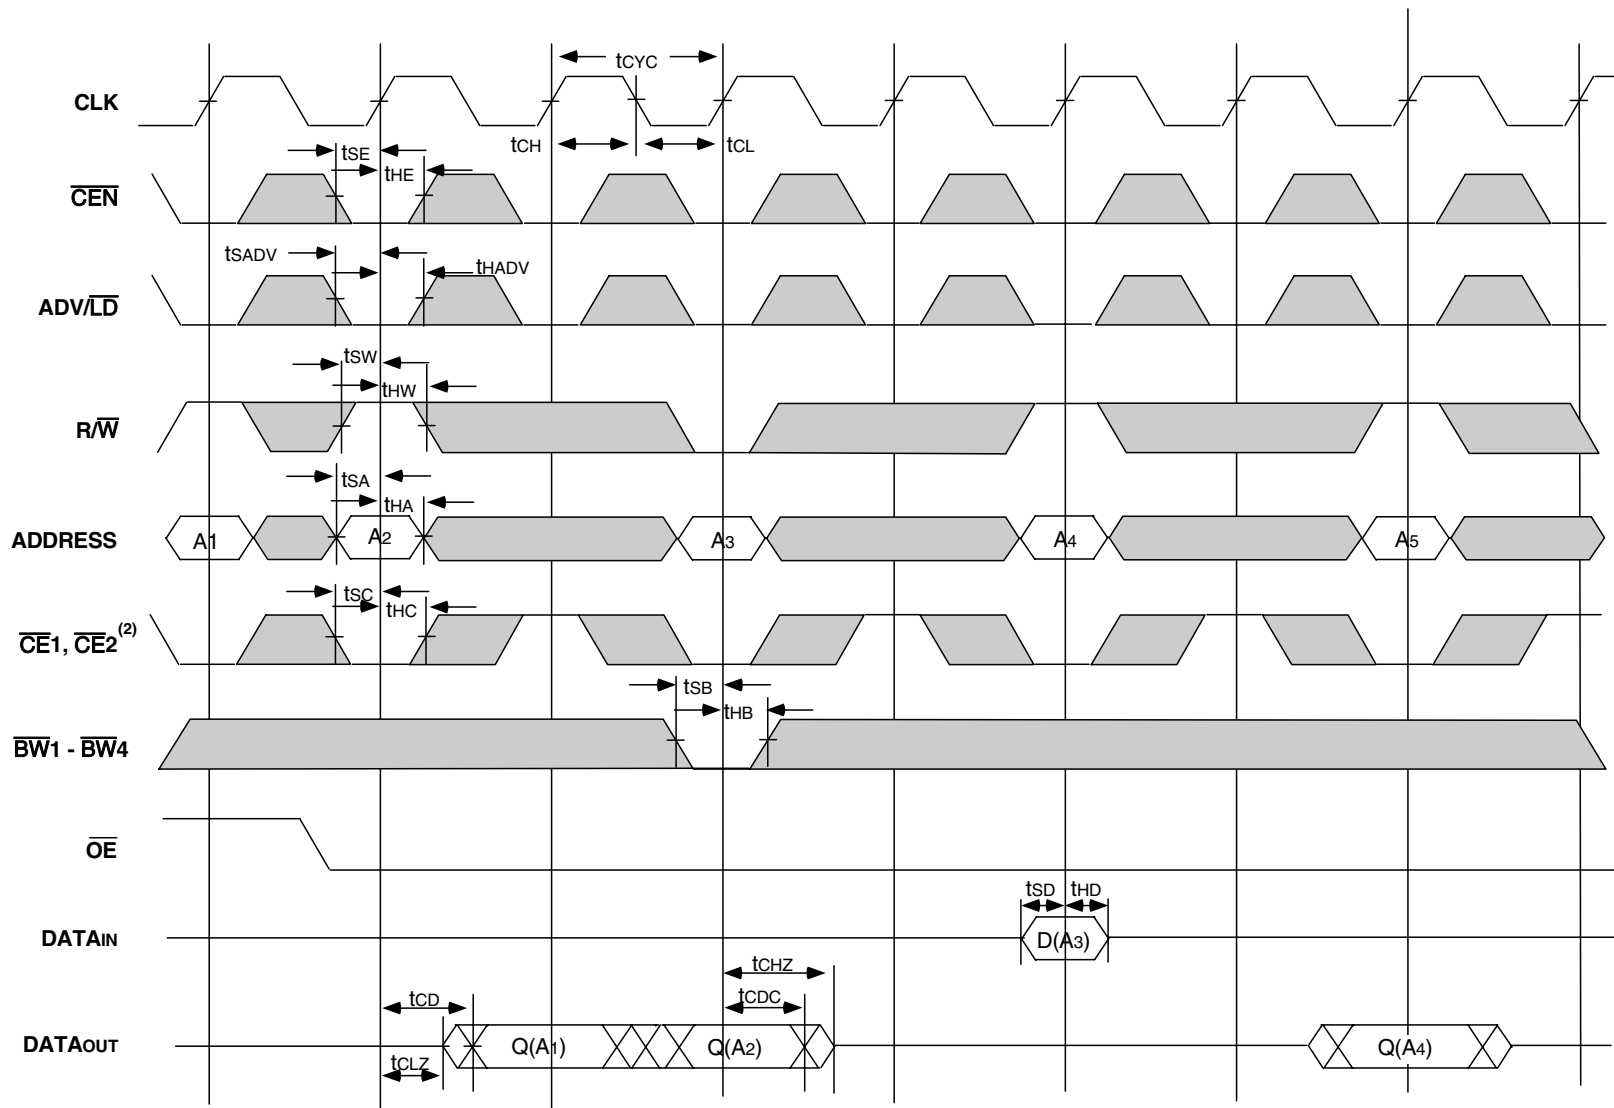 tCYC
CLK
tCH
tCL
tSE
tHE
CEN
tSADV
tHADV
ADV/LD
tSW
tHW
R/W
tSA
tHA
ADDRESS
A1
A2
A3
A4
A5
tSC
tHC
CE1, CE2(2)
tSB
tHB
BW1 - BW4
OE
tSD
tHD
DATAIN
D(A3)
tCHZ
tCD
tCDC
DATAOUT
Q(A1)
Q(A2)
Q(A4)
tCLZ